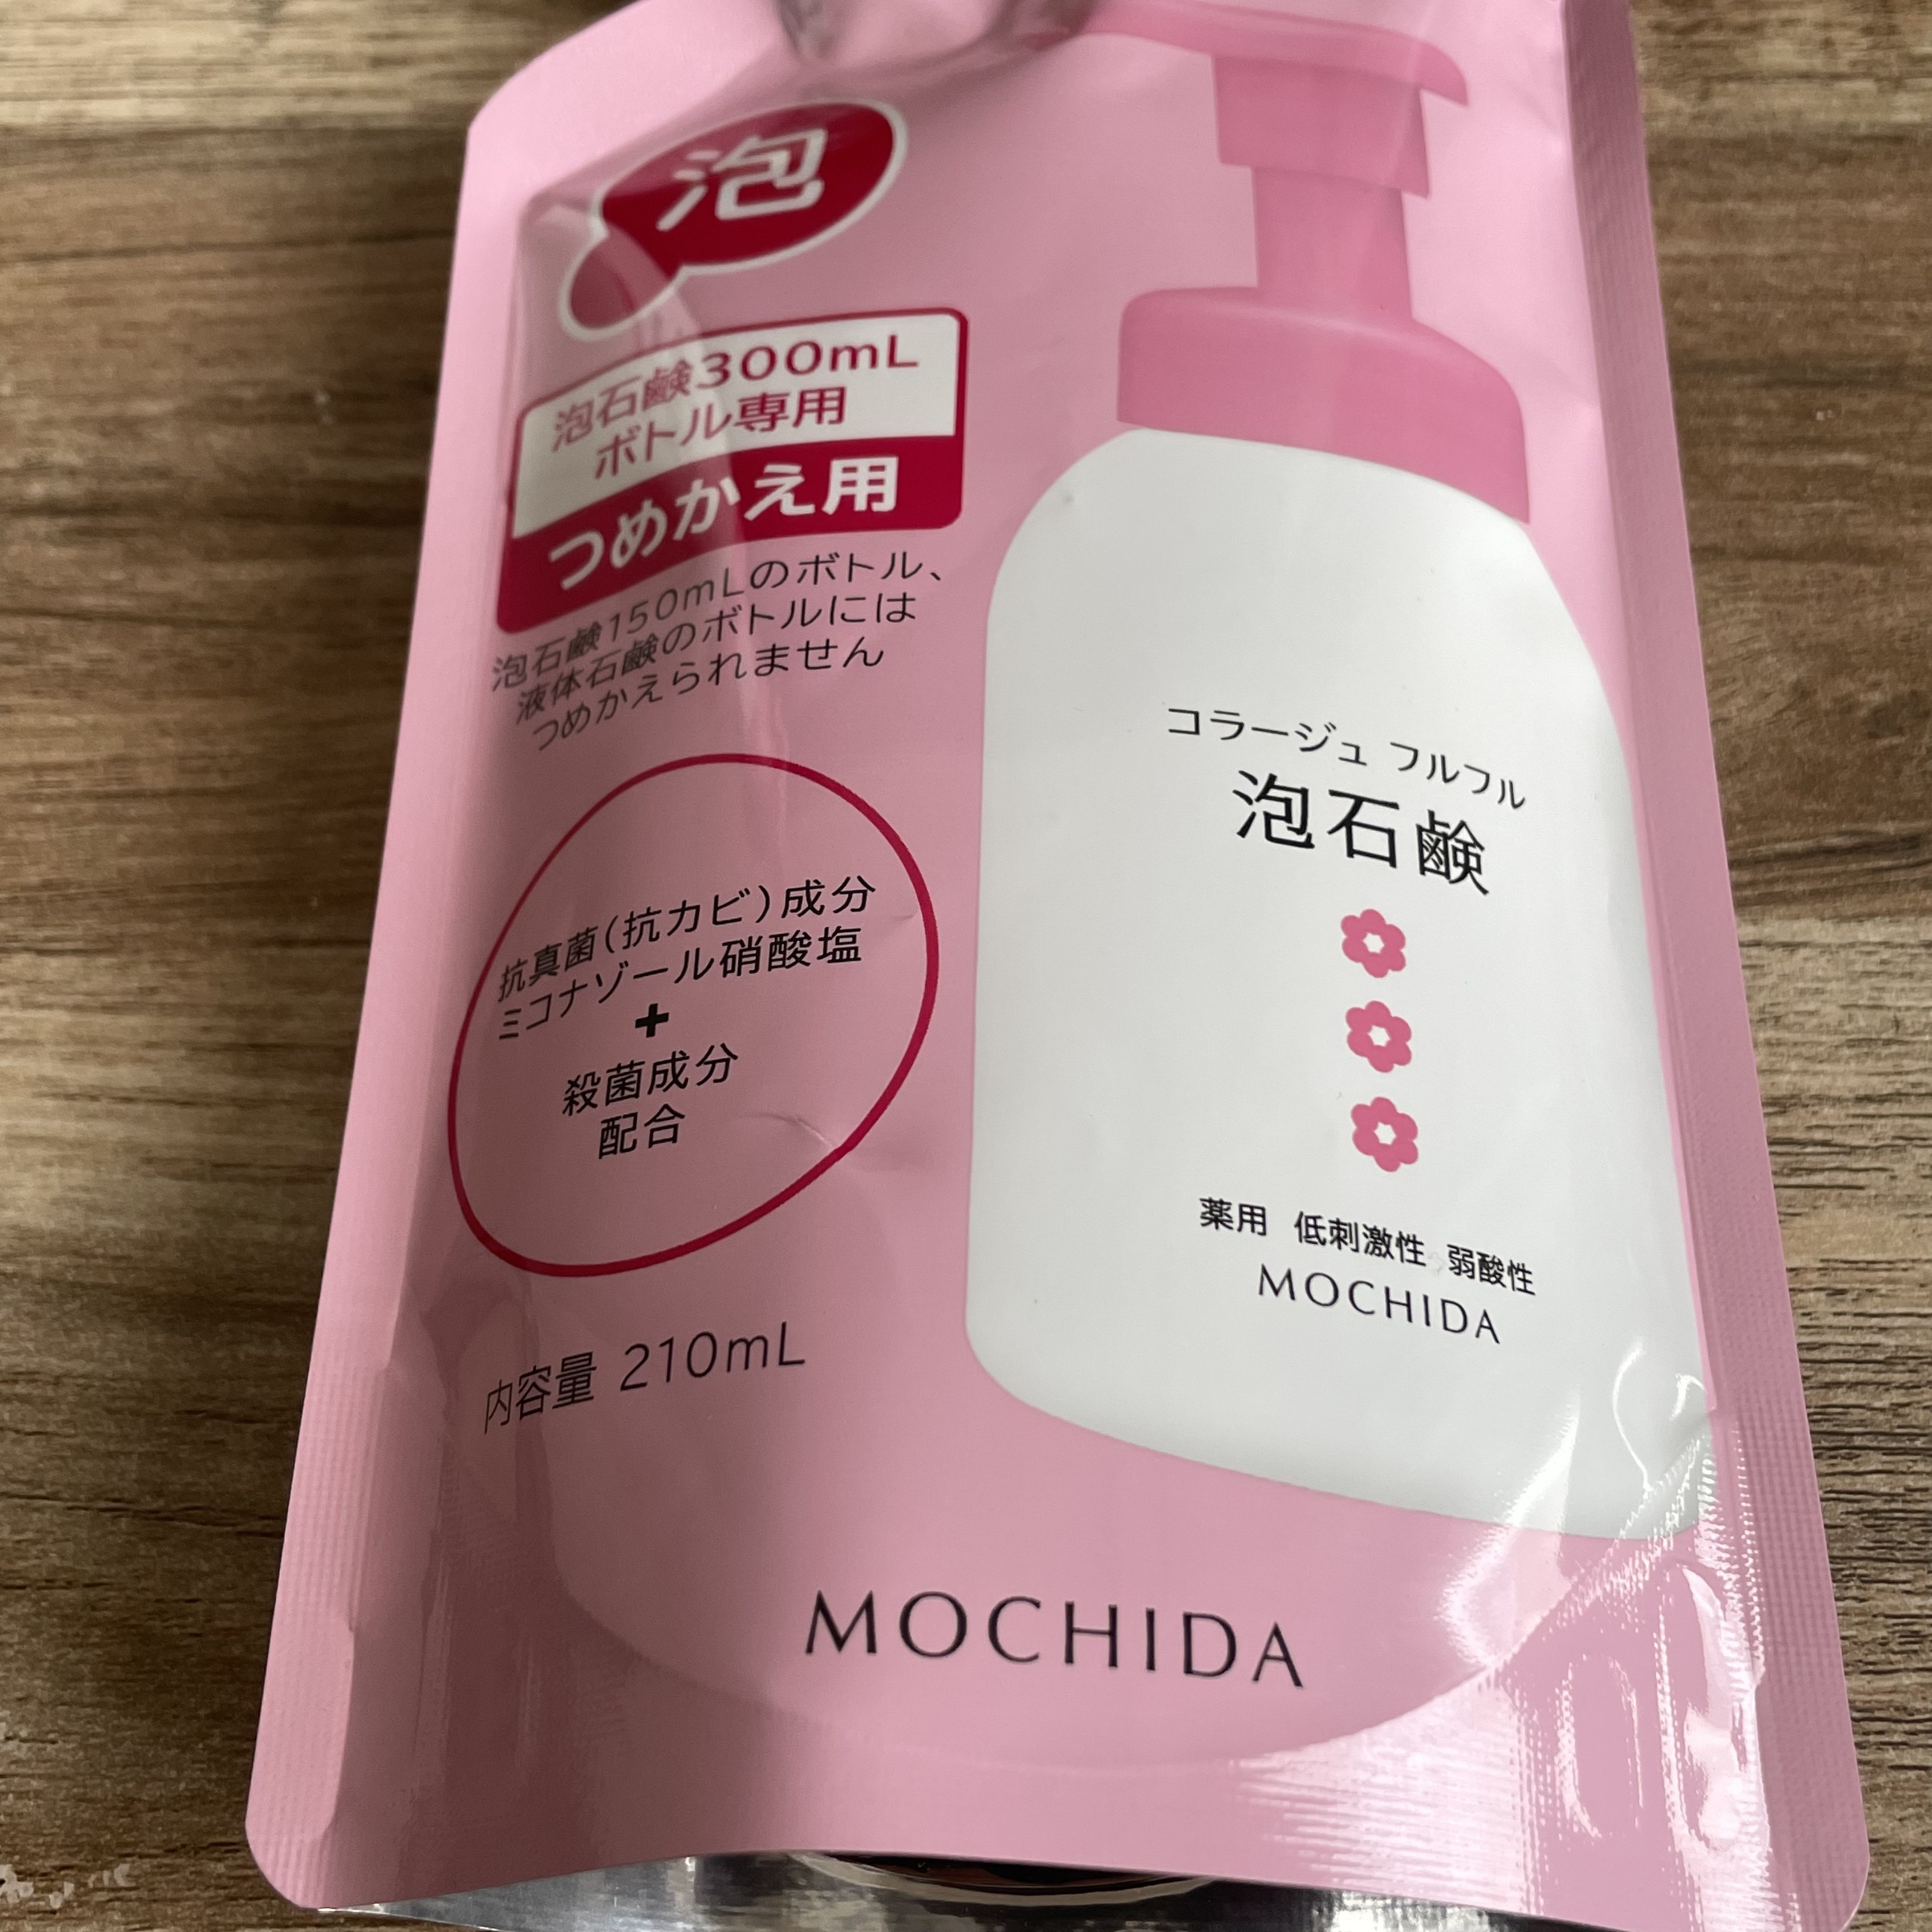 泡
泡石鹸300mL
ボトル専用
つめかえ用
泡石鹸150mLのボトル、
液体石鹸のボトルには
つめかえられません
抗真菌(抗カビ)成分
ミコナゾール硝酸塩
+
殺菌成分
配合
内容量 210mL
コラージュ フルフル
泡石鹸
薬用 低刺激性 弱酸性
MOCHIDA
MOCHIDA